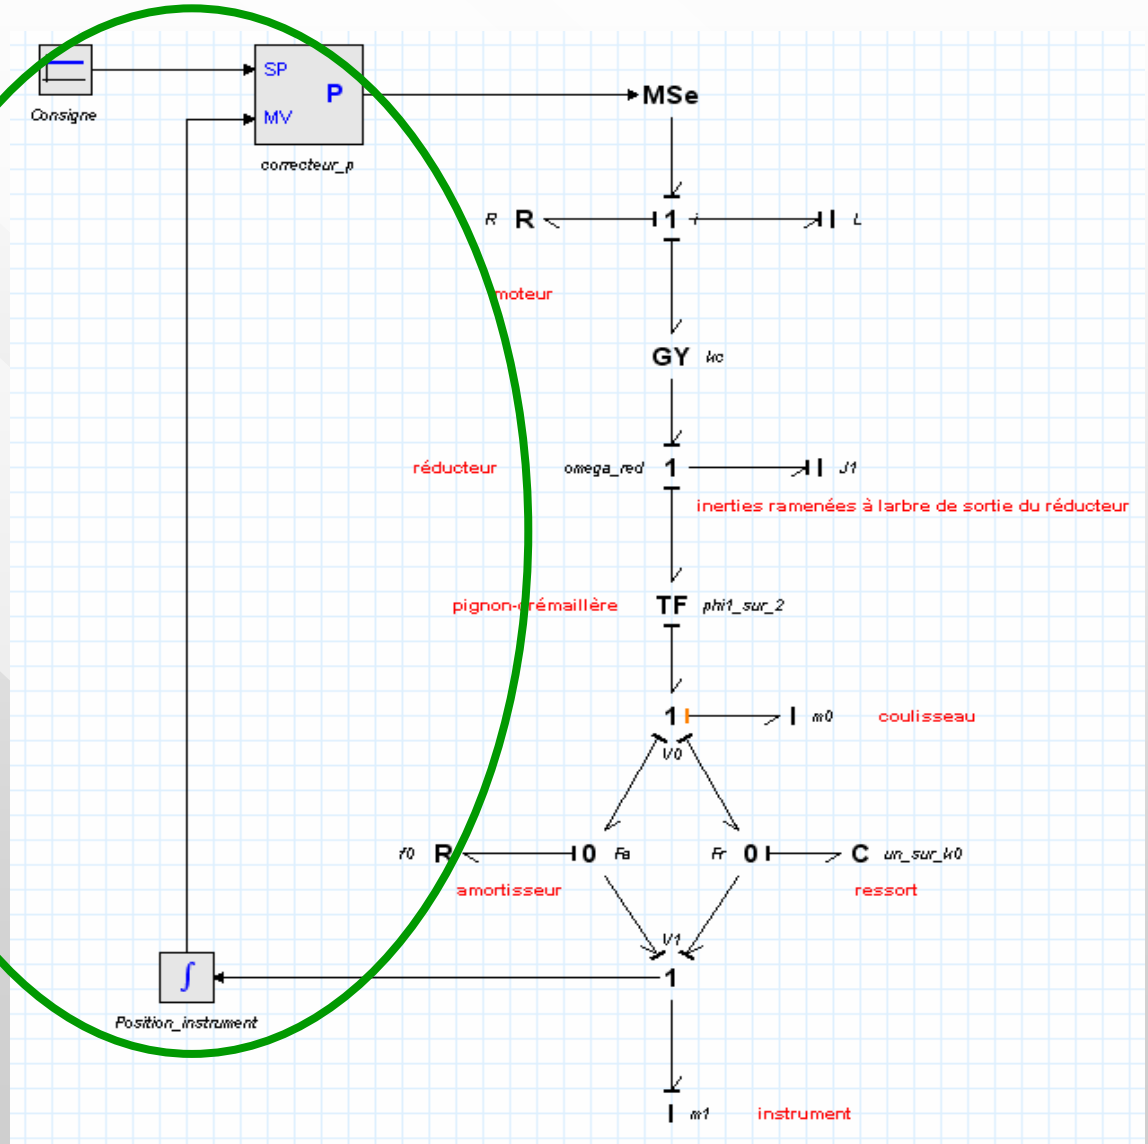 SP
P
MV
Consigne
correcteur_p
MSe
R R 1 i I L
moteur
GY kc
réducteur omega_red 1 I J1
inerties ramenées à larbre de sortie du réducteur
pignon-crémaillère TF phi1_sur_2
1 I m0 coulisseau
V0
f0 R 0 Fa Fr 0 C un_sur_k0
amortisseur ressort
V1
∫ 1
Position_instrument
I m1 instrument